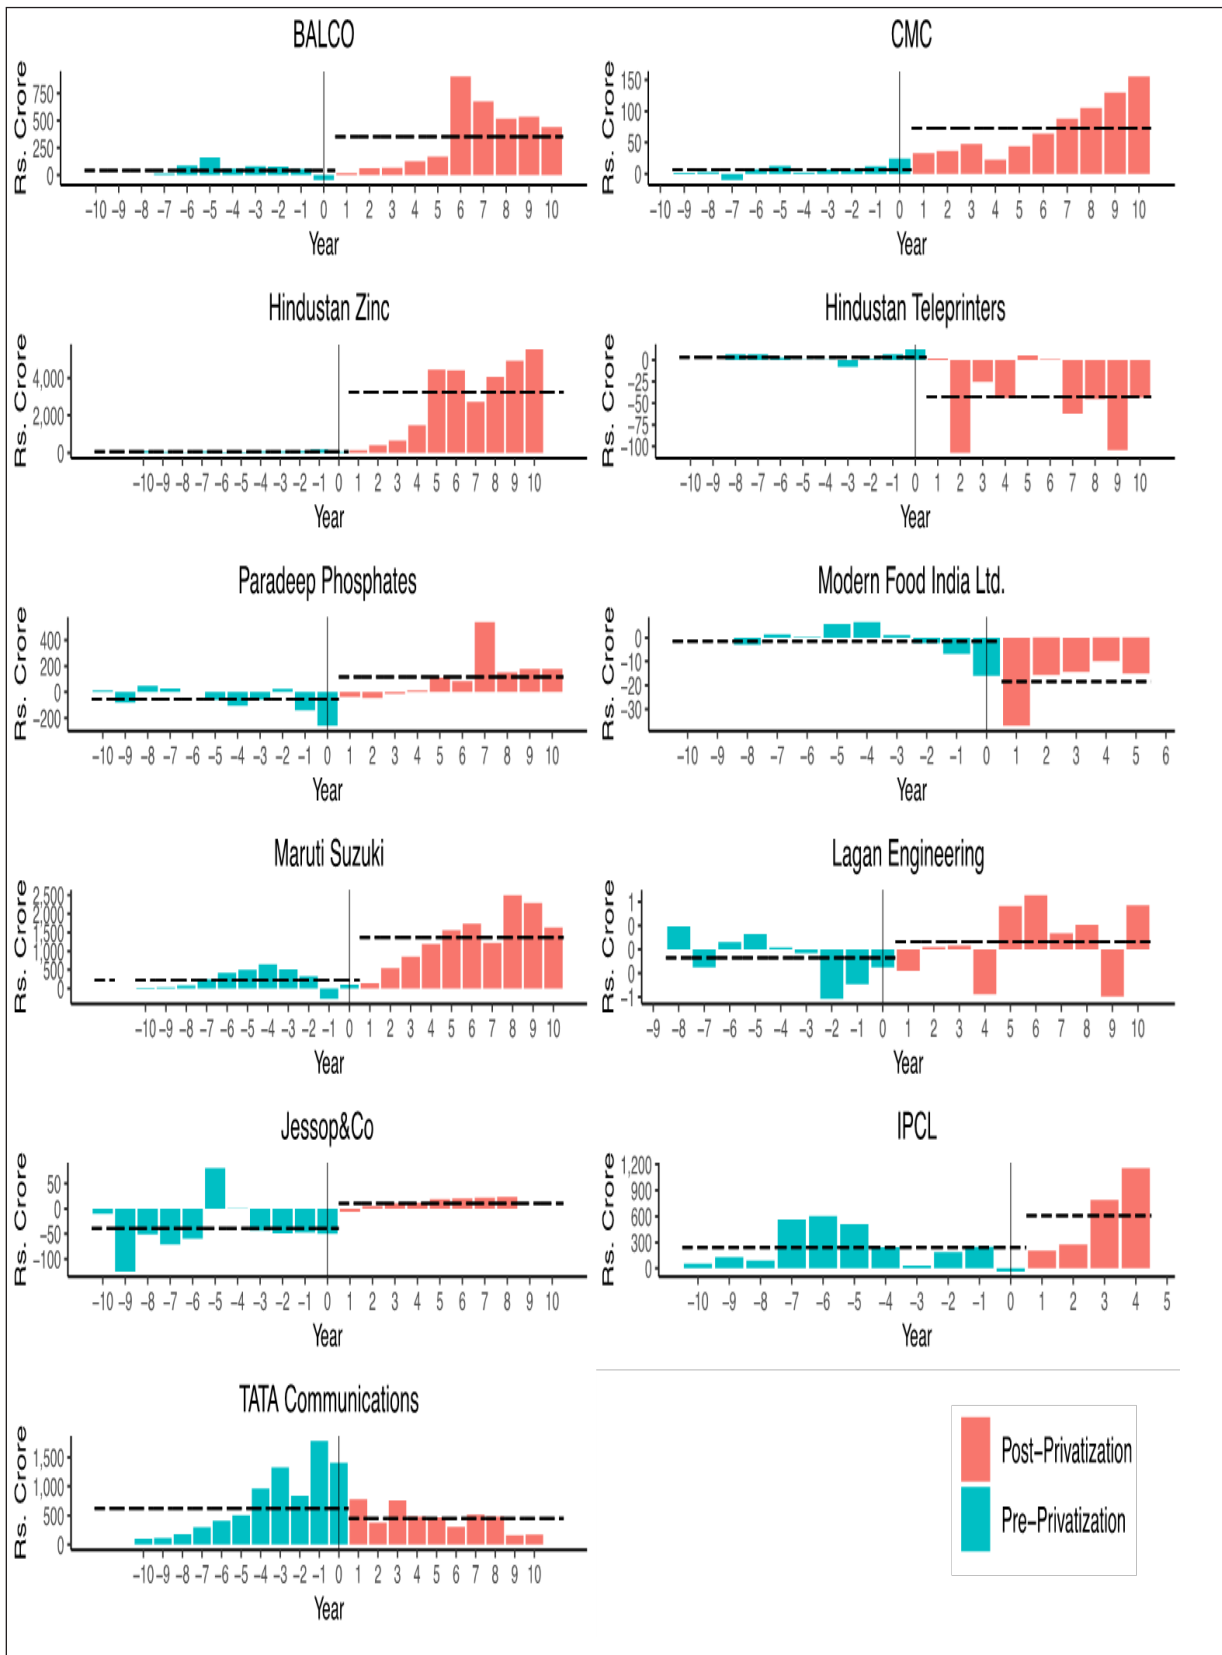 BALCO
Rs. Crore
750
500
250
0
−10 −9 −8 −7 −6 −5 −4 −3 −2 −1 0 1 2 3 4 5 6 7 8 9 10
Year
CMC
Rs. Crore
150
100
50
0
−10 −9 −8 −7 −6 −5 −4 −3 −2 −1 0 1 2 3 4 5 6 7 8 9 10
Year
Hindustan Zinc
Rs. Crore
4,000
2,000
0
−10 −9 −8 −7 −6 −5 −4 −3 −2 −1 0 1 2 3 4 5 6 7 8 9 10
Year
Hindustan Teleprinters
Rs. Crore
0
−25
−50
−75
−100
−10 −9 −8 −7 −6 −5 −4 −3 −2 −1 0 1 2 3 4 5 6 7 8 9 10
Year
Paradeep Phosphates
Rs. Crore
400
200
0
−200
−10 −9 −8 −7 −6 −5 −4 −3 −2 −1 0 1 2 3 4 5 6 7 8 9 10
Year
Modern Food India Ltd.
Rs. Crore
0
−10
−20
−30
−10 −9 −8 −7 −6 −5 −4 −3 −2 −1 0 1 2 3 4 5 6
Year
Maruti Suzuki
Rs. Crore
2,500
2,000
1,500
1,000
500
0
−10 −9 −8 −7 −6 −5 −4 −3 −2 −1 0 1 2 3 4 5 6 7 8 9 10
Year
Lagan Engineering
Rs. Crore
1
0
0
0
−1
−9 −8 −7 −6 −5 −4 −3 −2 −1 0 1 2 3 4 5 6 7 8 9 10
Year
Jessop&Co
Rs. Crore
50
0
−50
−100
−10 −9 −8 −7 −6 −5 −4 −3 −2 −1 0 1 2 3 4 5 6 7 8 9 10
Year
IPCL
Rs. Crore
1,200
900
600
300
0
−10 −9 −8 −7 −6 −5 −4 −3 −2 −1 0 1 2 3 4 5
Year
TATA Communications
Rs. Crore
1,500
1,000
500
0
−10 −9 −8 −7 −6 −5 −4 −3 −2 −1 0 1 2 3 4 5 6 7 8 9 10
Year
Post−Privatization
Pre−Privatization